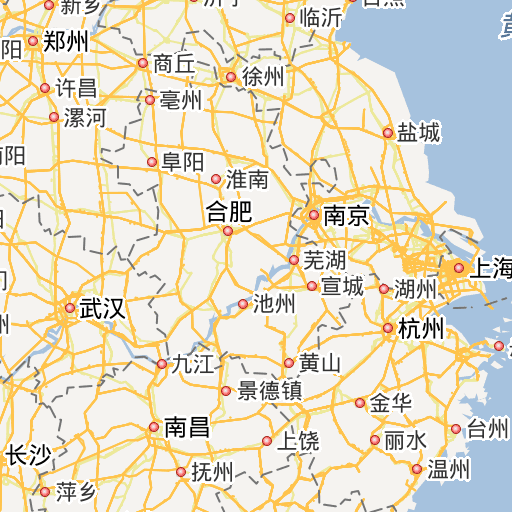 新乡
临沂
郑州
商丘
徐州
许昌
亳州
漯河
盐城
阜阳
淮南
合肥
南京
芜湖
上海
宣城
湖州
池州
武汉
杭州
九江
黄山
景德镇
金华
南昌
上饶
丽水
台州
长沙
抚州
温州
萍乡